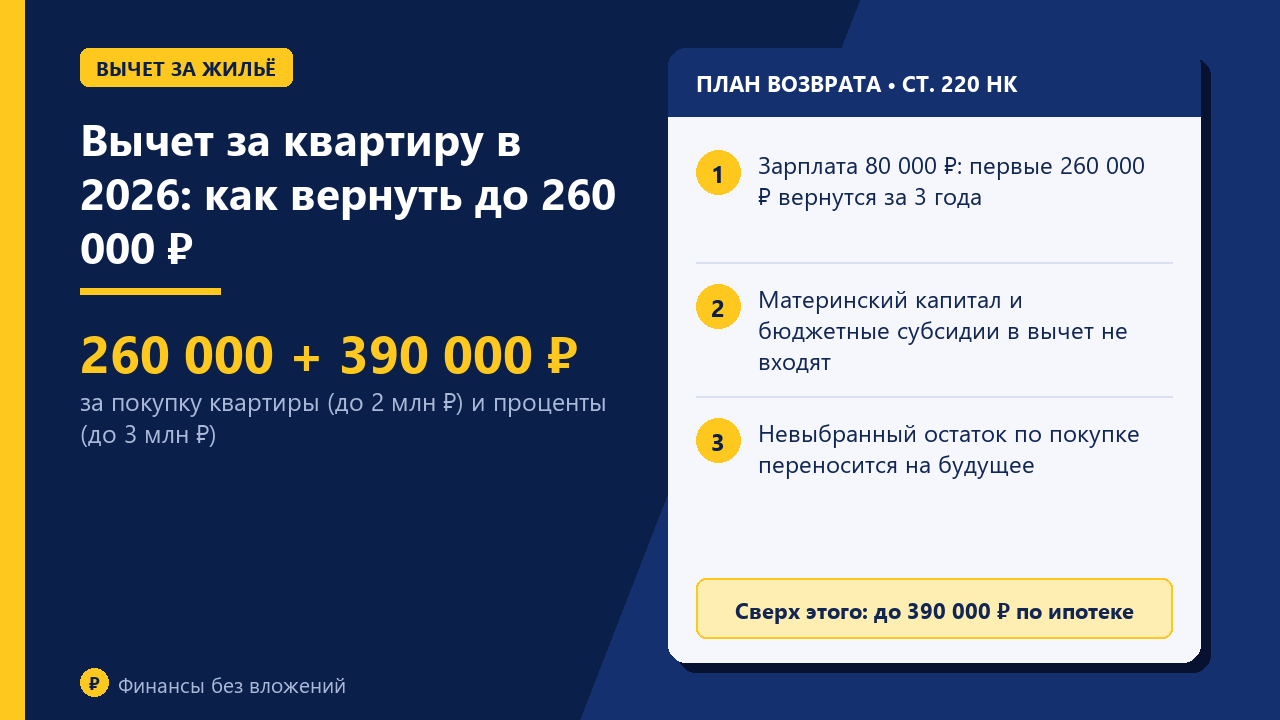 ВЫЧЕТ ЗА ЖИЛЬЁ
Вычет за квартиру в
2026: как вернуть до 260
000 ₽
260 000 + 390 000 ₽
за покупку квартиры (до 2 млн ₽) и проценты
(до 3 млн ₽)
Финансы без вложений
ПЛАН ВОЗВРАТА • СТ. 220 НК
1
Зарплата 80 000 ₽: первые 260 000
₽ вернутся за 3 года
2
Материнский капитал и
бюджетные субсидии в вычет не
входят
3
Невыбранный остаток по покупке
переносится на будущее
Сверх этого: до 390 000 ₽ по ипотеке
₽